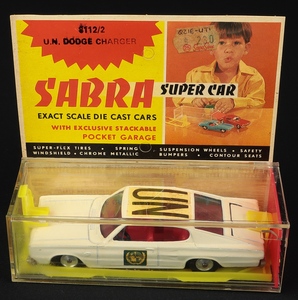 8112/2
U.N. DODGE CHARGER
SABRA
SUPER CAR
EXACT SCALE DIE CAST CARS
WITH EXCLUSIVE STACKABLE
POCKET GARAGE
SUPER-FLEX TIRES • SPRING SUSPENSION WHEELS • SAFETY
WINDSHIELD • CHROME METALLIC BUMPERS • CONTOUR SEATS
UN